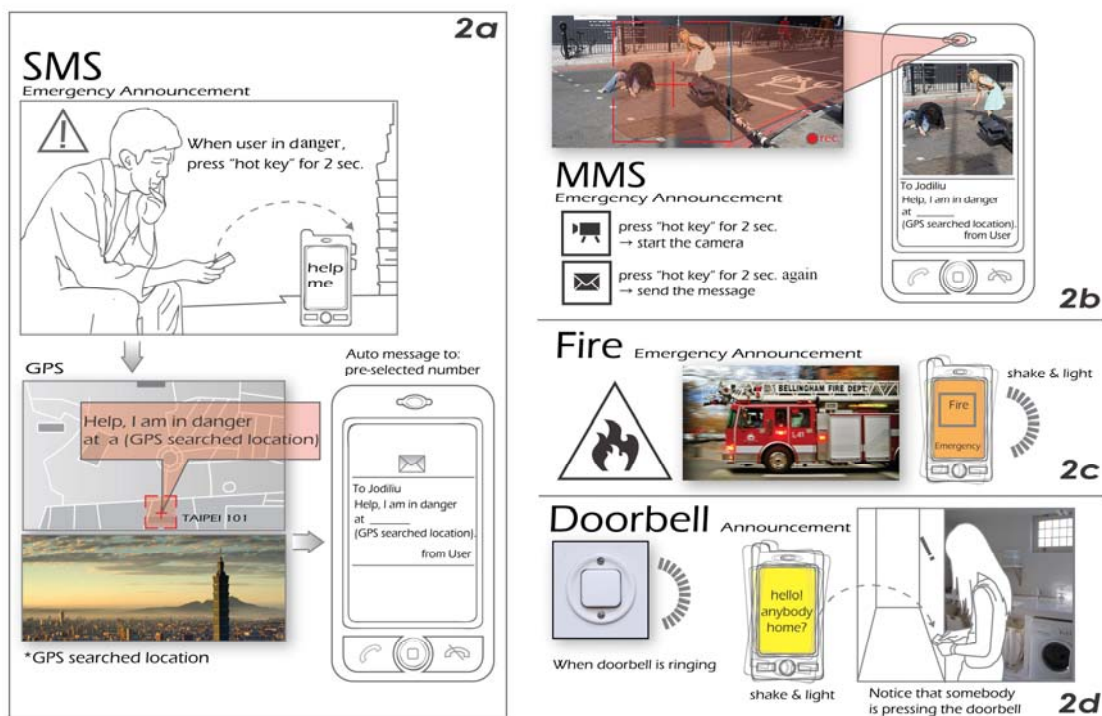 2a
SMS
Emergency Announcement
When user in danger,
press "hot key" for 2 sec.
help
me
GPS
Help, I am in danger
at a (GPS searched location)
TAIPEI 101
*GPS searched location
Auto message to:
pre-selected number
To Jodiliu
Help, I am in danger
at ________
(GPS searched location).
from User
rec
MMS
Emergency Announcement
press "hot key" for 2 sec.
→ start the camera
press "hot key" for 2 sec. again
→ send the message
To Jodiliu
Help, I am in danger
at ________
(GPS searched location).
from User
2b
Fire Emergency Announcement
BELLINGHAM FIRE DEPT.
L41
Fire
Emergency
shake & light
2c
Doorbell Announcement
When doorbell is ringing
hello!
anybody
home?
shake & light
Notice that somebody
is pressing the doorbell
2d